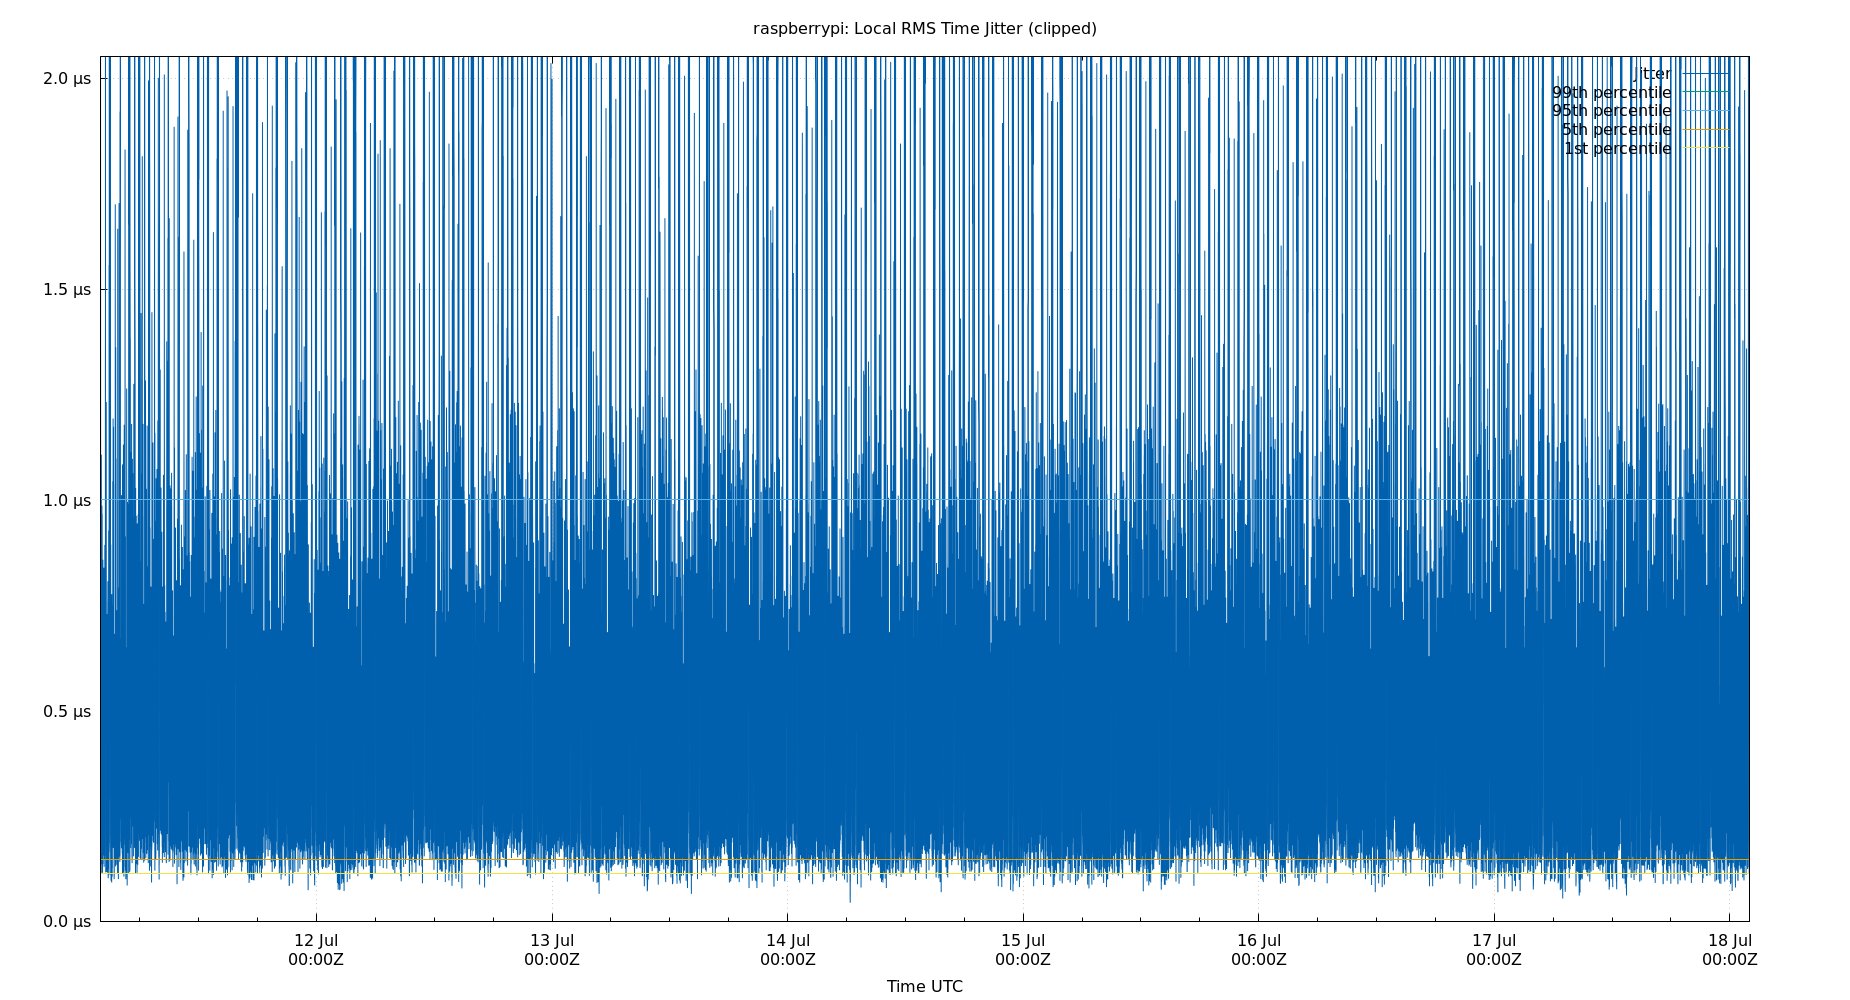 raspberrypi: Local RMS Time Jitter (clipped)
2.0 µs
1.5 µs
1.0 µs
0.5 µs
0.0 µs
jitter
99th percentile
95th percentile
5th percentile
1st percentile
12 Jul
00:00Z
13 Jul
00:00Z
14 Jul
00:00Z
15 Jul
00:00Z
16 Jul
00:00Z
17 Jul
00:00Z
18 Jul
00:00Z
Time UTC